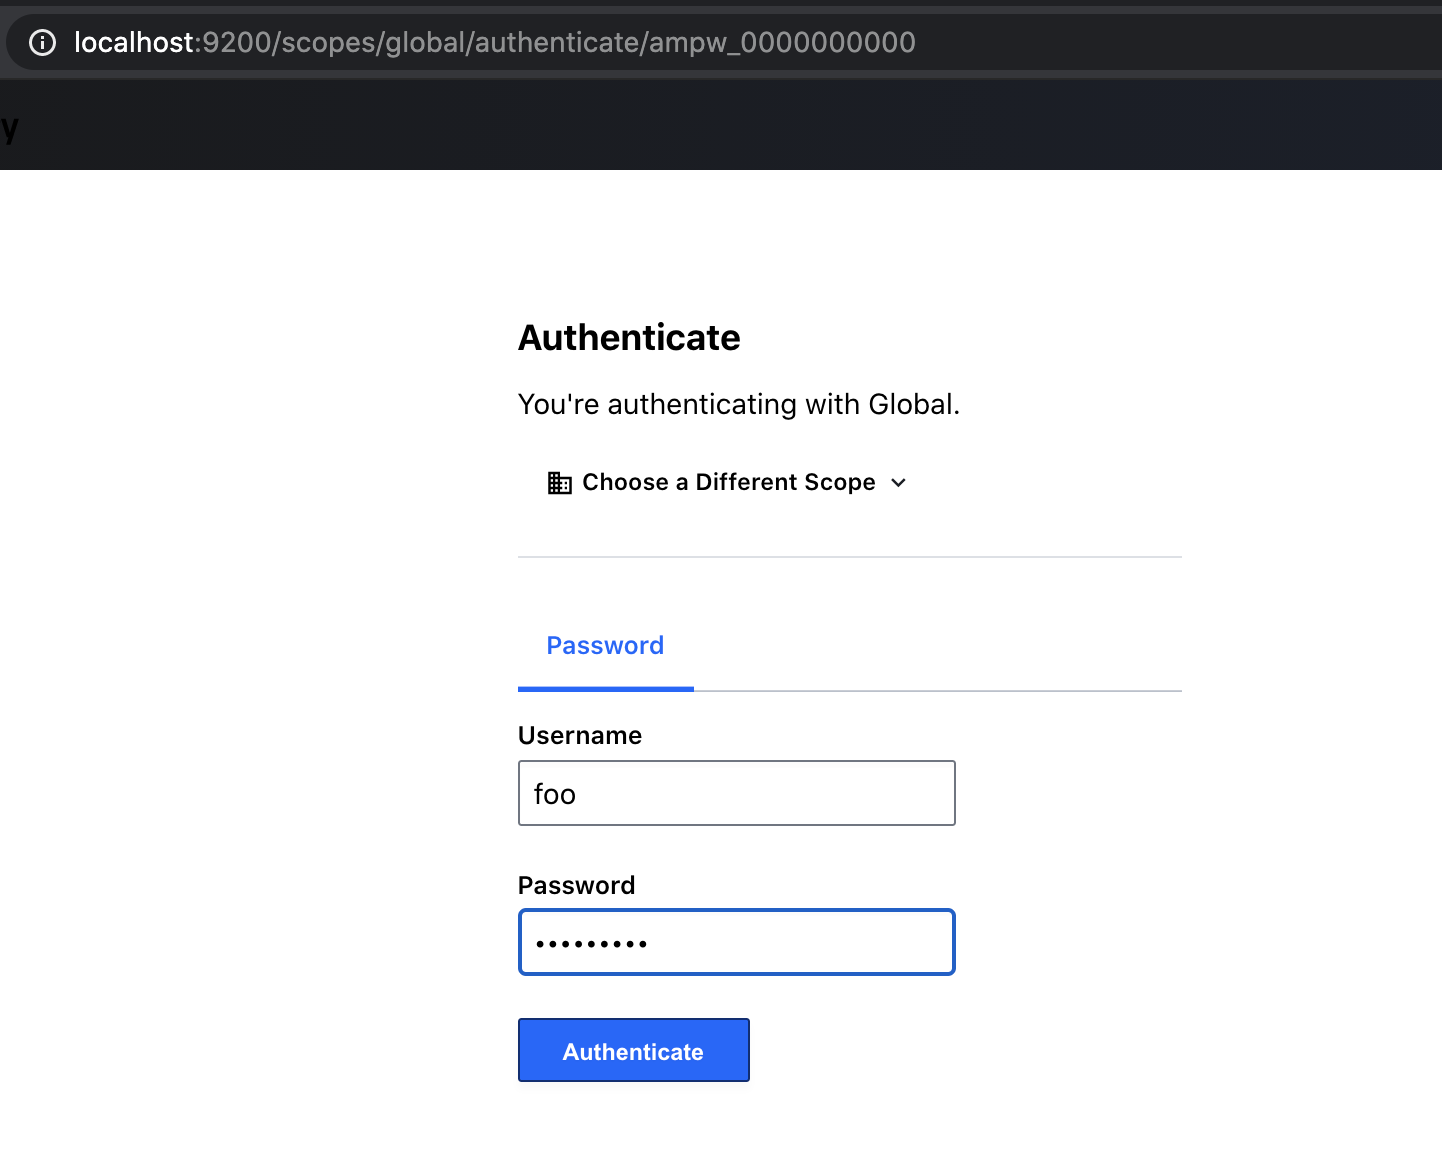 localhost:9200/scopes/global/authenticate/ampw_0000000000
y
Authenticate
You're authenticating with Global.
Choose a Different Scope
Password
Username
foo
Password
•••••••••
Authenticate